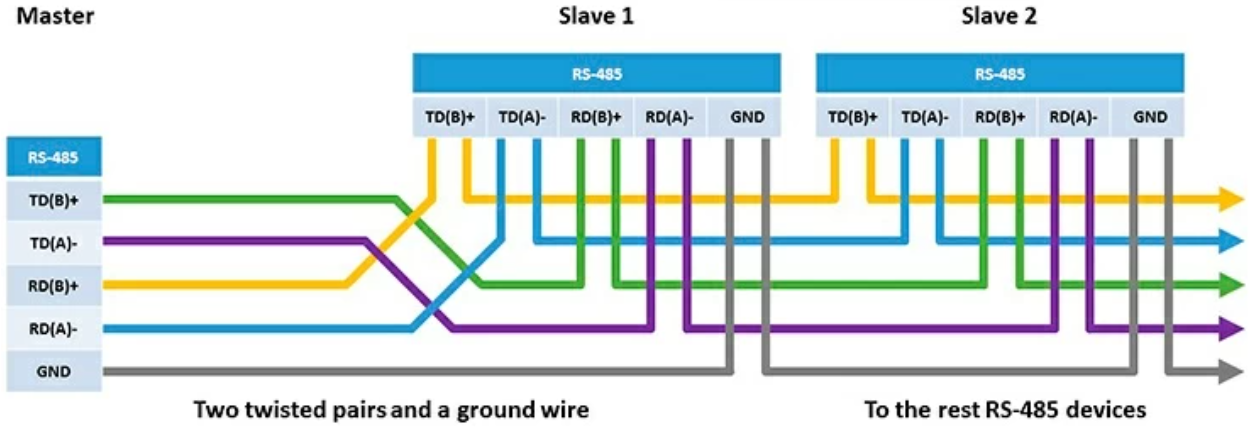 Master
Slave 1
Slave 2
RS-485
RS-485
TD(B)+ TD(A)- RD(B)+ RD(A)- GND
TD(B)+ TD(A)- RD(B)+ RD(A)- GND
RS-485
TD(B)+
TD(A)-
RD(B)+
RD(A)-
GND
Two twisted pairs and a ground wire
To the rest RS-485 devices